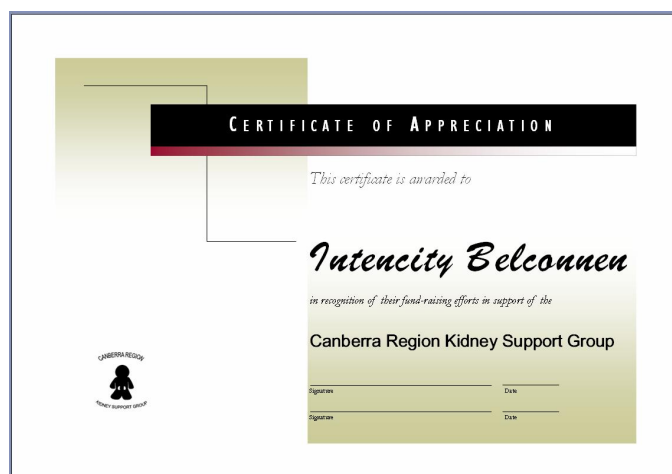 CERTIFICATE OF APPRECIATION
This certificate is awarded to
Intencity Belconnen
in recognition of their fund-raising efforts in support of the
Canberra Region Kidney Support Group
CANBERRA REGION
KIDNEY SUPPORT GROUP
Signature Date
Signature Date